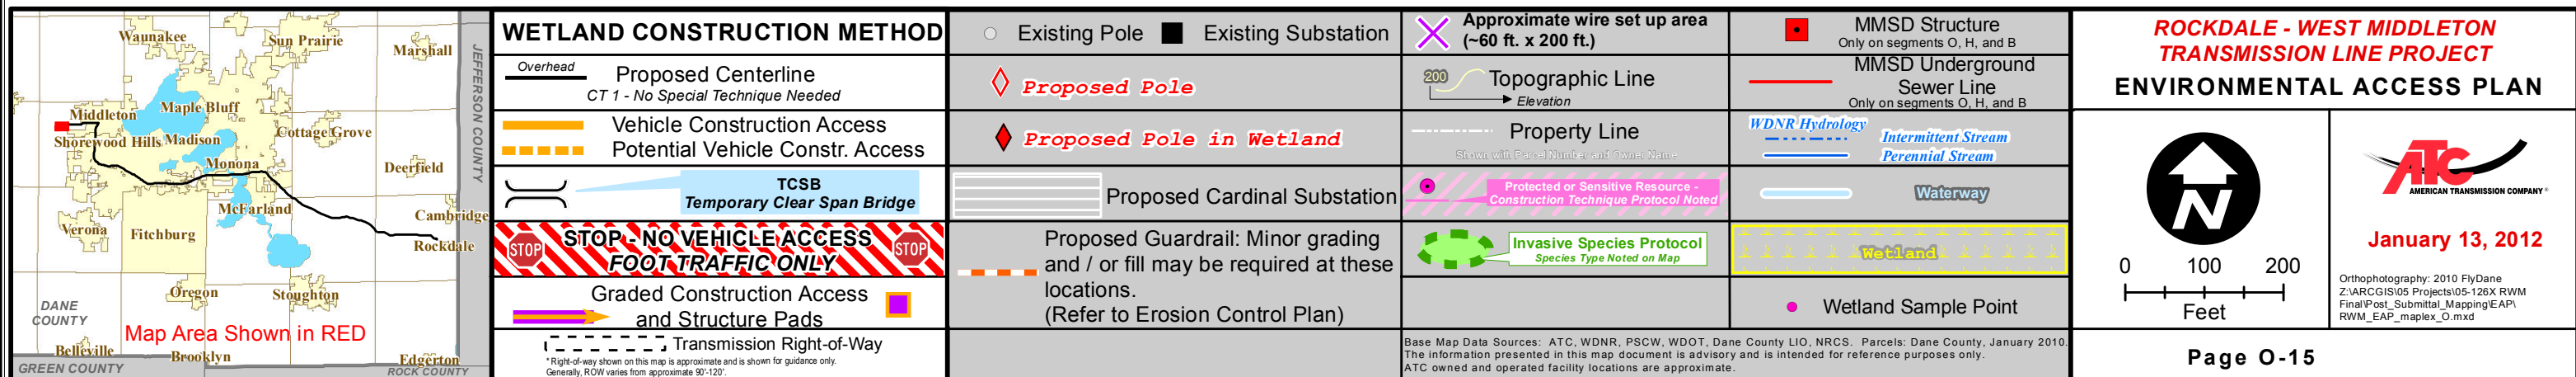 Waunakee
Sun Prairie
Marshall
JEFFERSON COUNTY
Maple Bluff
Middleton
Cottage Grove
Shorewood Hills
Madison
Monona
Deerfield
McFarland
Cambridge
Verona
Fitchburg
Rockdale
Oregon
Stoughton
DANE
COUNTY
Map Area Shown in RED
Belleville
Brooklyn
Edgerton
GREEN COUNTY
ROCK COUNTY
WETLAND CONSTRUCTION METHOD
Overhead
Proposed Centerline
CT 1 - No Special Technique Needed
Vehicle Construction Access
Potential Vehicle Constr. Access
TCSB
Temporary Clear Span Bridge
STOP
STOP - NO VEHICLE ACCESS
FOOT TRAFFIC ONLY
STOP
Graded Construction Access
and Structure Pads
Transmission Right-of-Way
* Right-of-way shown on this map is approximate and is shown for guidance only.
Generally, ROW varies from approximate 90'-120'.
Existing Pole
Existing Substation
Proposed Pole
Proposed Pole in Wetland
Proposed Cardinal Substation
Proposed Guardrail: Minor grading
and / or fill may be required at these
locations.
(Refer to Erosion Control Plan)
Approximate wire set up area
(~60 ft. x 200 ft.)
200
Topographic Line
Elevation
Property Line
Shown with Parcel Number and Owner Name
Protected or Sensitive Resource -
Construction Technique Protocol Noted
Invasive Species Protocol
Species Type Noted on Map
MMSD Structure
Only on segments O, H, and B
MMSD Underground
Sewer Line
Only on segments O, H, and B
WDNR Hydrology
Intermittent Stream
Perennial Stream
Waterway
Wetland
Wetland Sample Point
Base Map Data Sources: ATC, WDNR, PSCW, WDOT, Dane County LIO, NRCS. Parcels: Dane County, January 2010.
The information presented in this map document is advisory and is intended for reference purposes only.
ATC owned and operated facility locations are approximate.
ROCKDALE - WEST MIDDLETON
TRANSMISSION LINE PROJECT
ENVIRONMENTAL ACCESS PLAN
N
0 100 200
Feet
ATC
AMERICAN TRANSMISSION COMPANY ®
January 13, 2012
Orthophotography: 2010 FlyDane
Z:\ARCGIS\05 Projects\05-126X RWM
Final\Post_Submittal_Mapping\EAP\
RWM_EAP_maplex_O.mxd
Page O-15